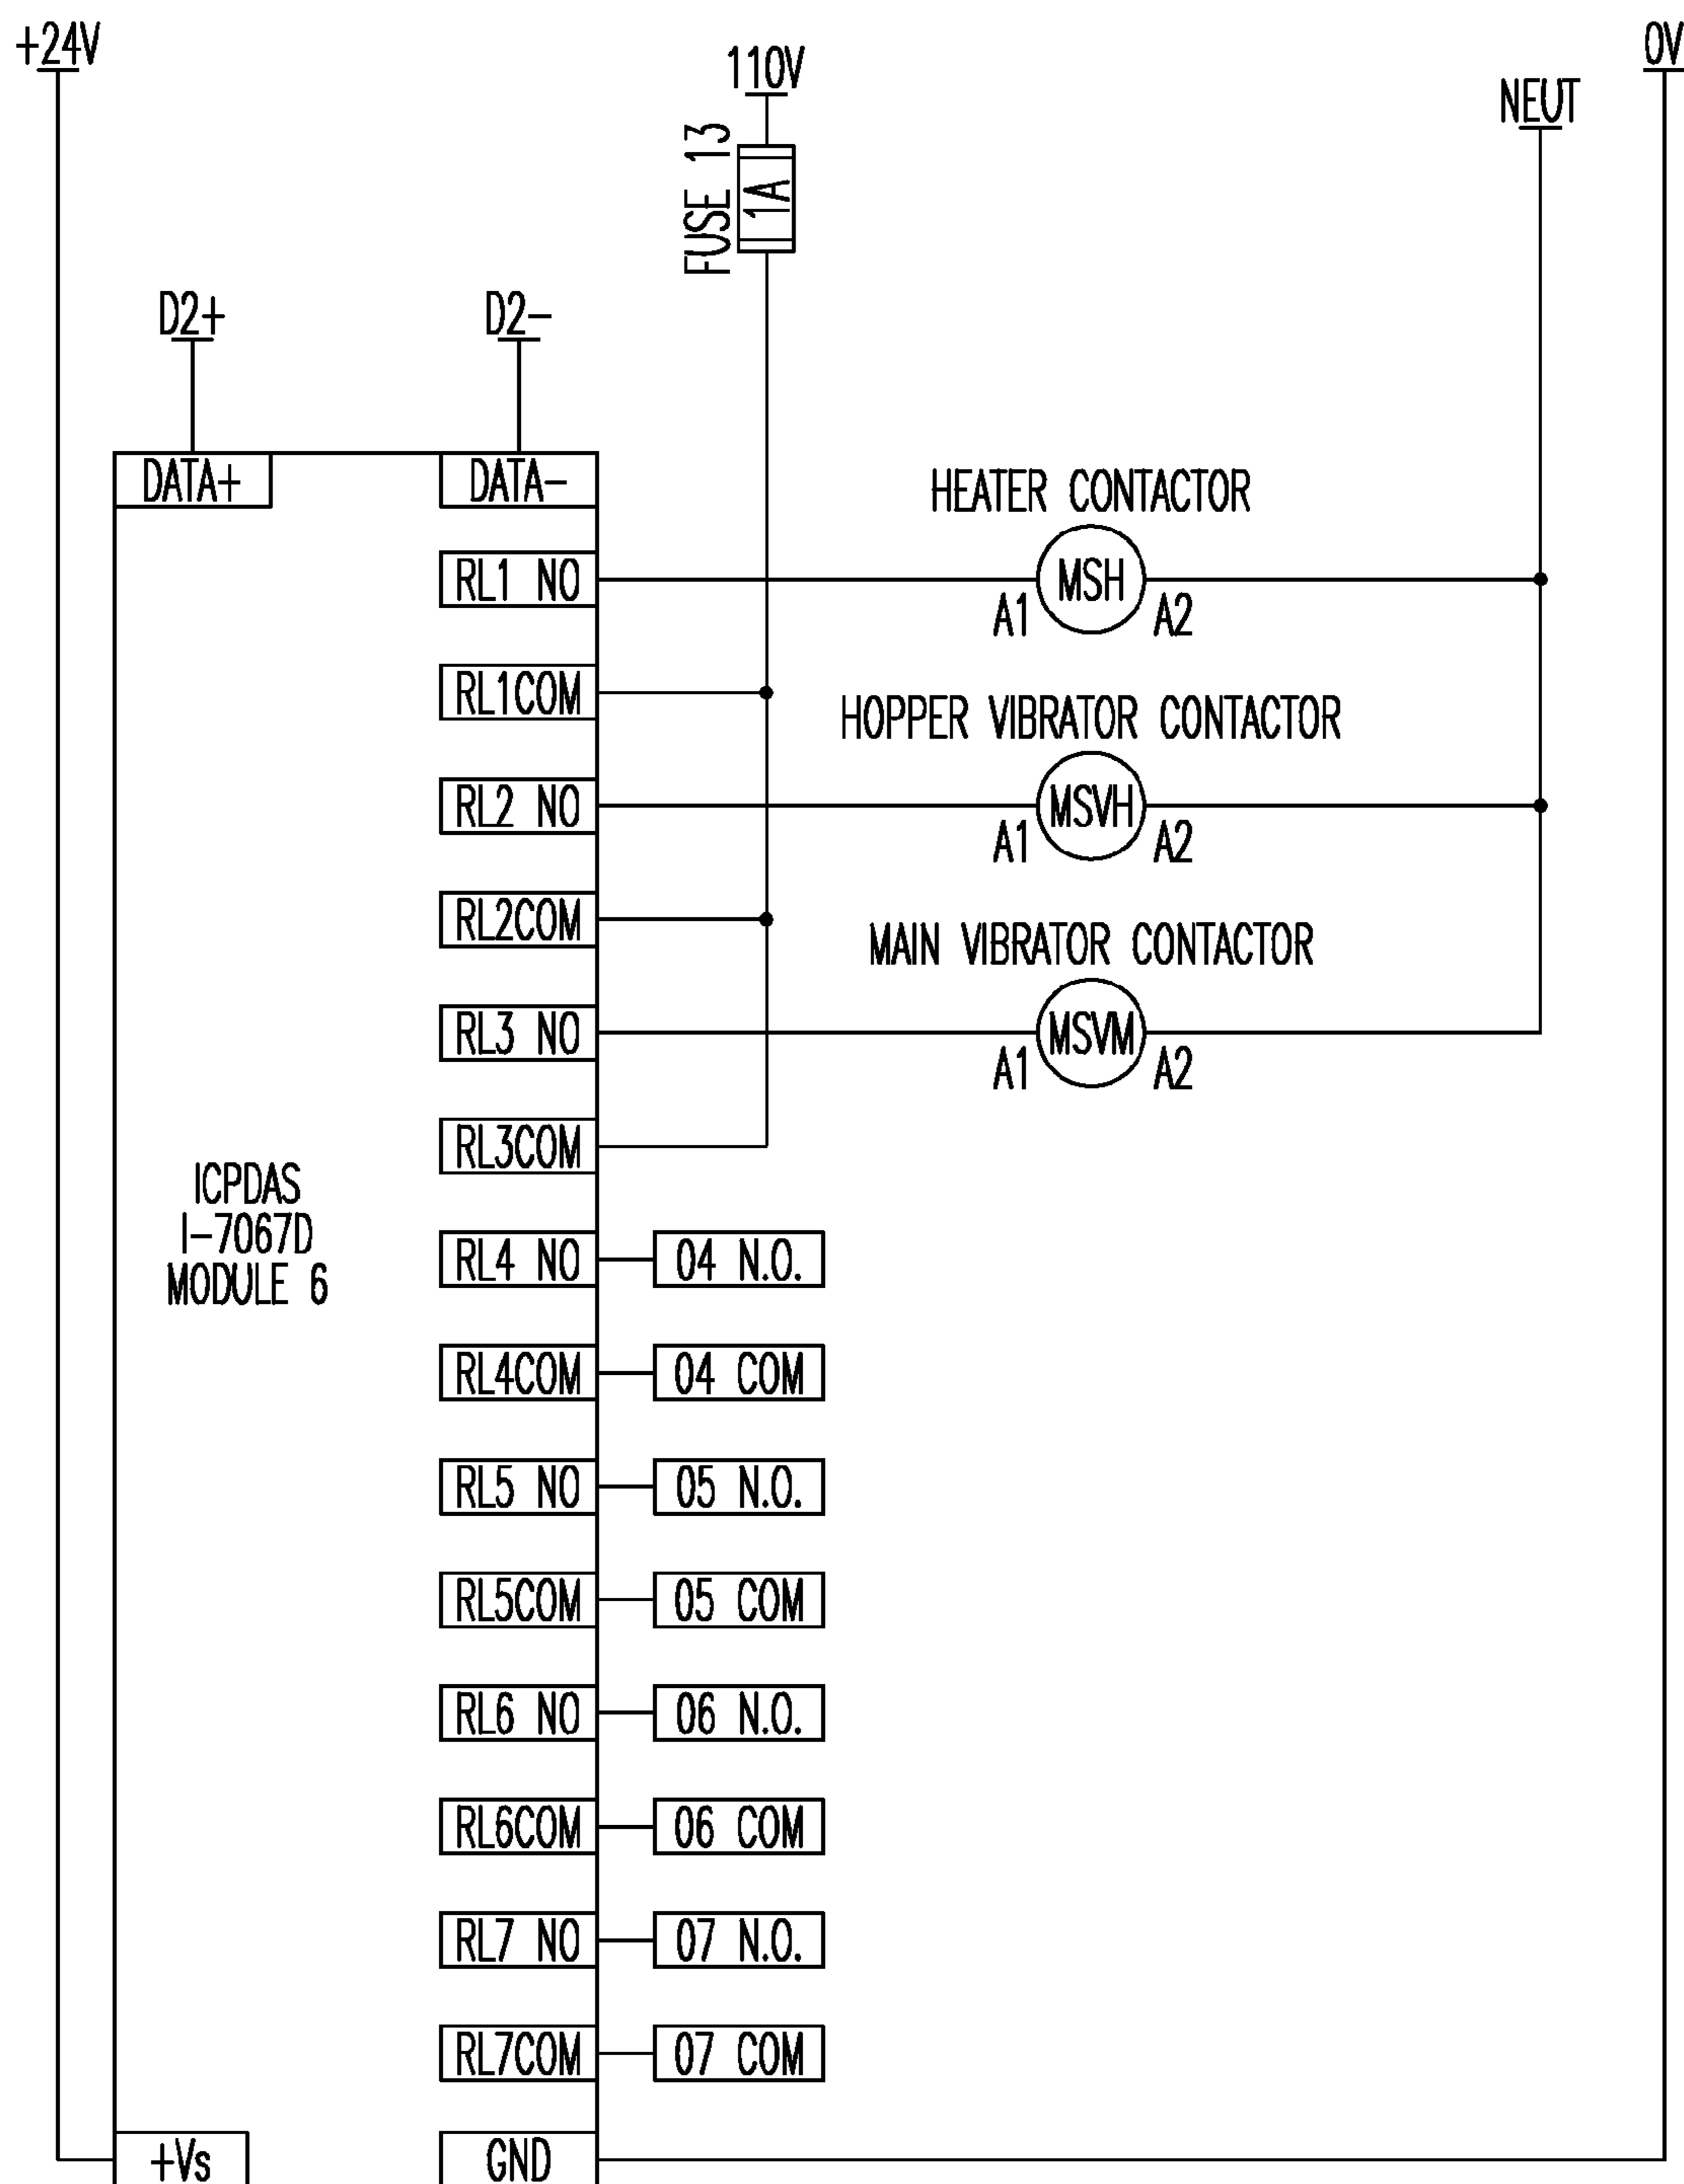 +24V
110V
0V
NEUT
FUSE 13
1A
D2+
D2-
DATA+
DATA-
HEATER CONTACTOR
RL1 NO
MSH
A1
A2
RL1COM
HOPPER VIBRATOR CONTACTOR
RL2 NO
MSVH
A1
A2
RL2COM
MAIN VIBRATOR CONTACTOR
RL3 NO
MSVM
A1
A2
RL3COM
ICPDAS
I-7067D
MODULE 6
RL4 NO
04 N.O.
RL4COM
04 COM
RL5 NO
05 N.O.
RL5COM
05 COM
RL6 NO
06 N.O.
RL6COM
06 COM
RL7 NO
07 N.O.
RL7COM
07 COM
+Vs
GND